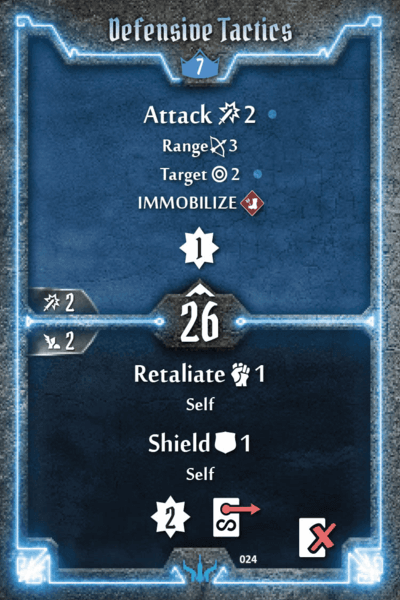 Defensive Tactics
7
Attack 2
Range 3
Target 2
IMMOBILIZE
1
2
26
2
Retaliate 1
Self
Shield 1
Self
2
S
024